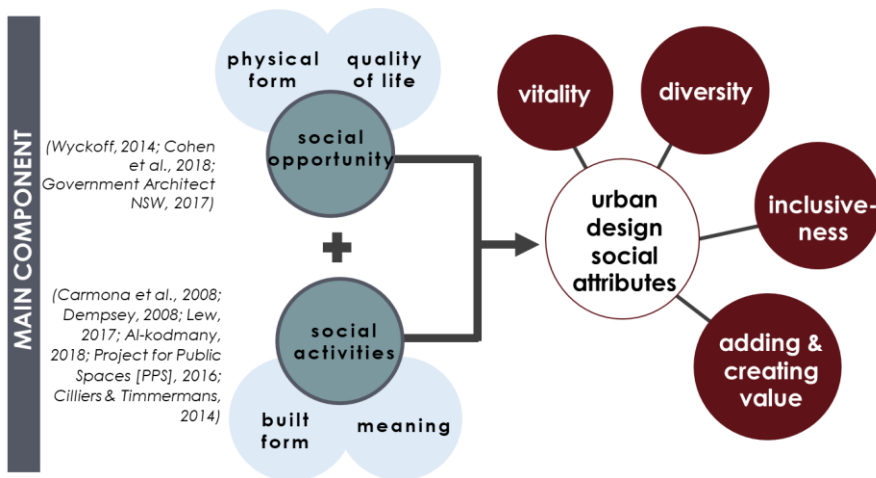 MAIN COMPONENT
physical
form
quality
of life
social
opportunity
(Wyckoff, 2014; Cohen
et al., 2018;
Government Architect
NSW, 2017)
(Carmona et al., 2008;
Dempsey, 2008; Lew,
2017; Al-kodmany,
2018; Project for Public
Spaces [PPS], 2016;
Cilliers & Timmermans,
2014)
social
activities
built
form
meaning
vitality
diversity
urban
design
social
attributes
inclusive-
ness
adding &
creating
value